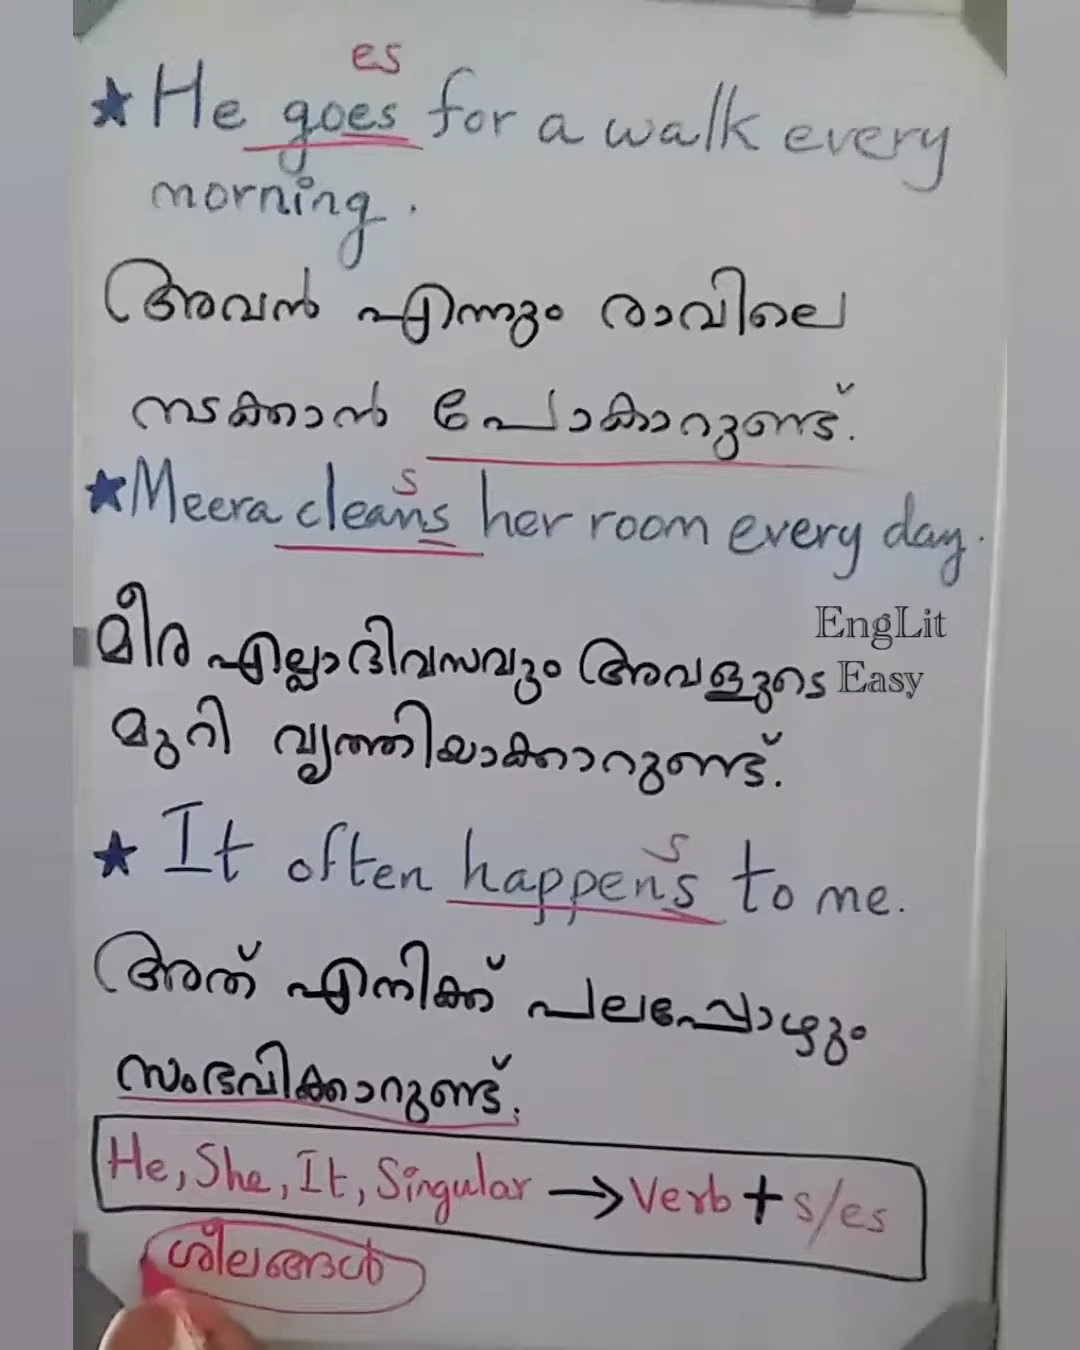 es
★ He goes for a walk every
morning.
അവൻ എന്നും രാവിലെ
നടക്കാൻ പോകാറുണ്ട്.
s
★ Meera cleans her room every day.
EngLit
Easy
മീര എല്ലാദിവസവും അവളുടെ
മുറി വൃത്തിയാക്കാറുണ്ട്.
s
★ It often happens to me.
അത് എനിക്ക് പലപ്പോഴും
സംഭവിക്കാറുണ്ട്.
He, She, It, Singular → Verb + s/es
ശീലങ്ങൾ